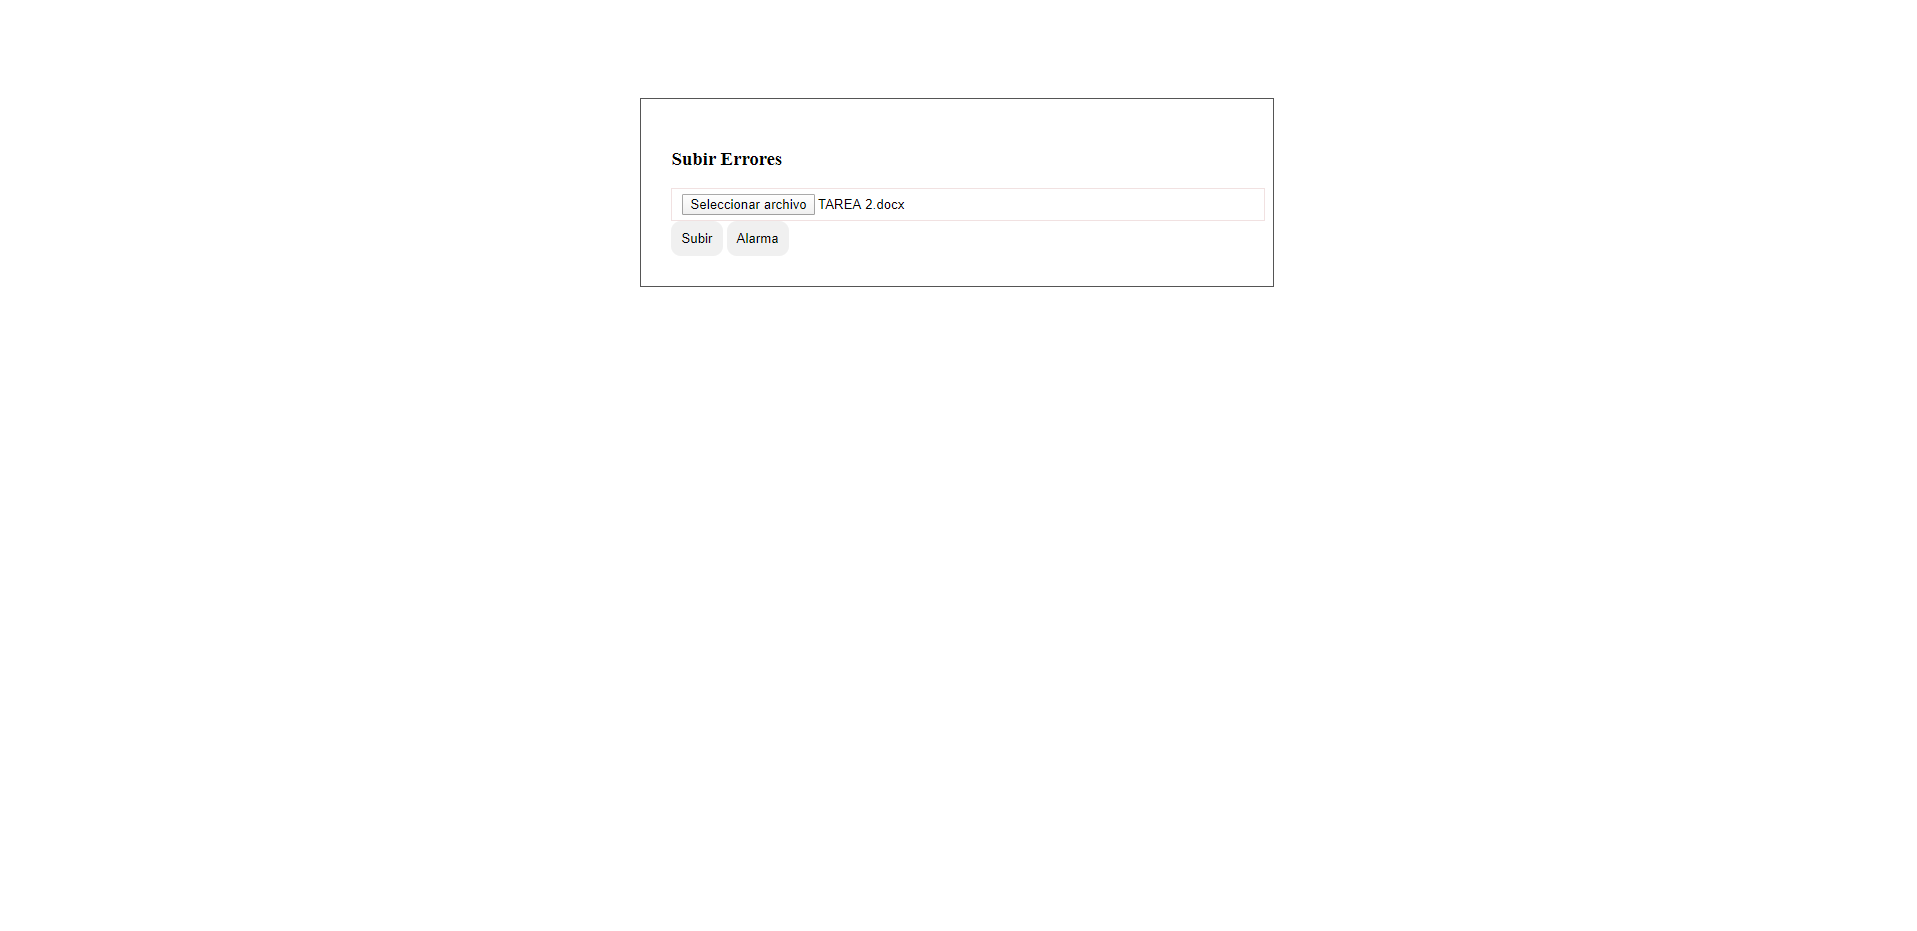 Subir Errores
Seleccionar archivo TAREA 2.docx
Subir Alarma